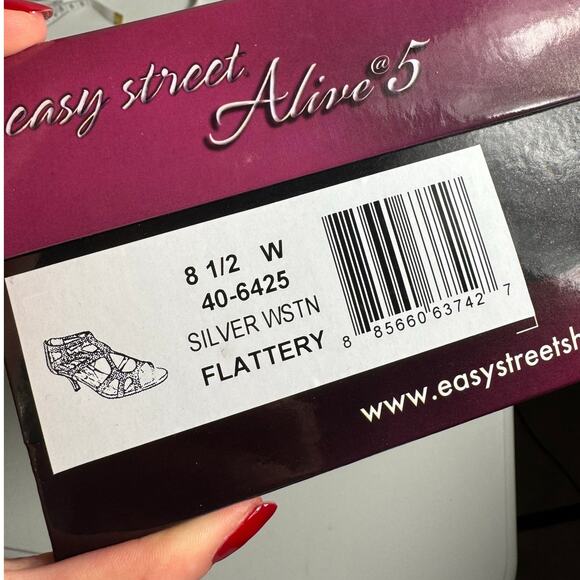 easy street Alive@5
8 1/2 W
40-6425
SILVER WSTN
FLATTERY
8 85660 63742 7
www.easystreetsh